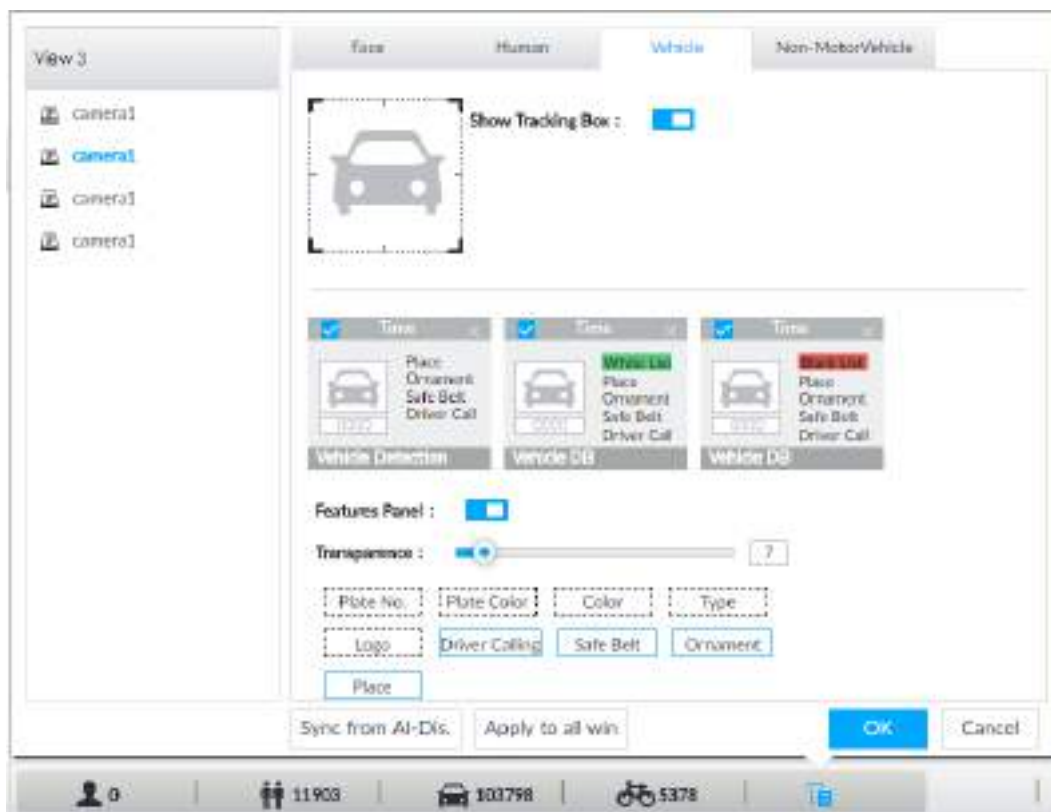 View 3
camera1
camera1
camera1
camera1
Face Human Vehicle Non-MotorVehicle
Show Tracking Box :
Time Time Time
Place
Ornament
Safe Belt
Driver Call
Vehicle Detection
White List
Place
Ornament
Safe Belt
Driver Call
Vehicle DB
Black List
Place
Ornament
Safe Belt
Driver Call
Vehicle DB
Features Panel :
Transparence : 7
Plate No. Plate Color Color Type
Logo Driver Calling Safe Belt Ornament
Place
Sync from AI-Dis. Apply to all win OK Cancel
0 11903 103798 5378